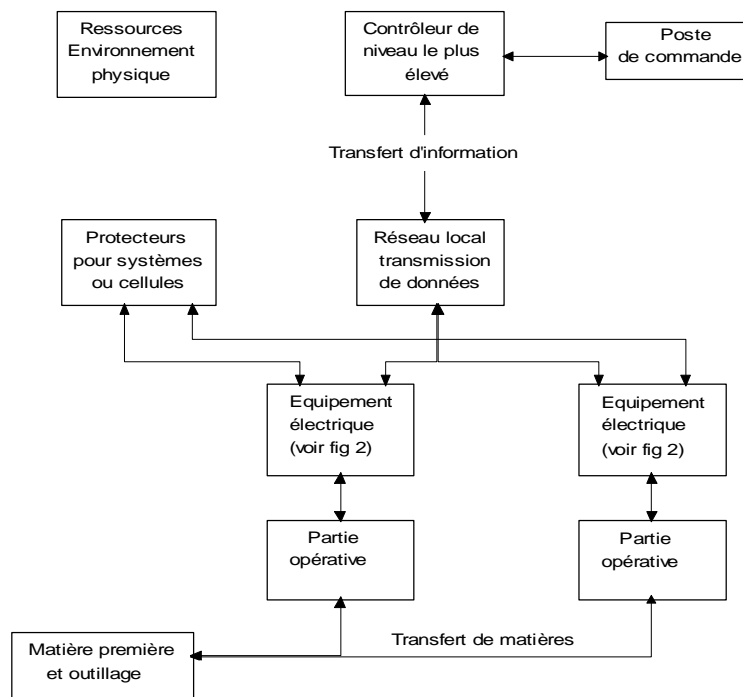 Ressources
Environnement
physique
Contrôleur de
niveau le plus
élevé
Poste
de commande
Transfert d'information
Protecteurs
pour systèmes
ou cellules
Réseau local
transmission
de données
Equipement
électrique
(voir fig 2)
Equipement
électrique
(voir fig 2)
Partie
opérative
Partie
opérative
Transfert de matières
Matière première
et outillage